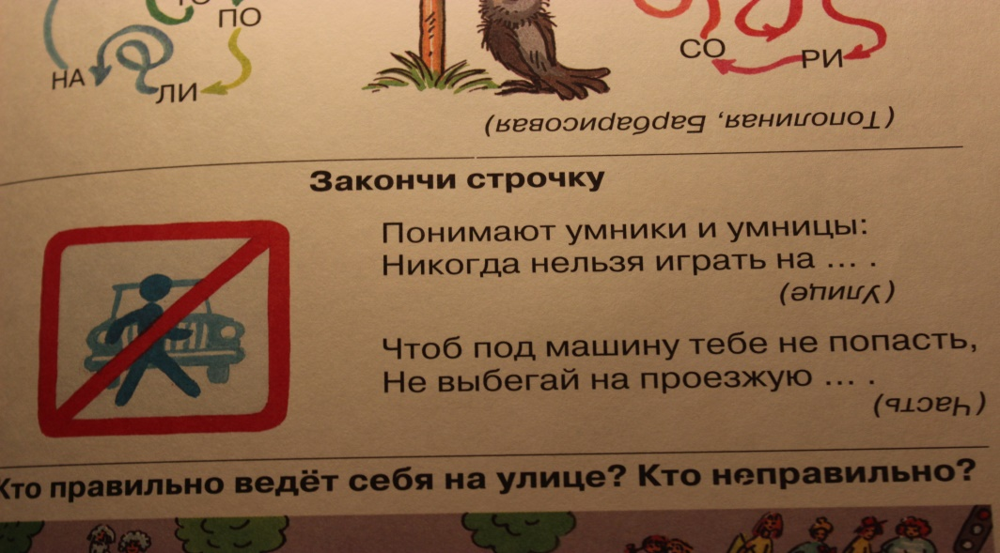 ПО
НА
ЛИ
СО
РИ
(Тополиная, Барбарисовая)
Закончи строчку
Понимают умники и умницы:
Никогда нельзя играть на ... .
(Улице)
Чтоб под машину тебе не попасть,
Не выбегай на проезжую ... .
(Часть)
Кто правильно ведёт себя на улице? Кто неправильно?